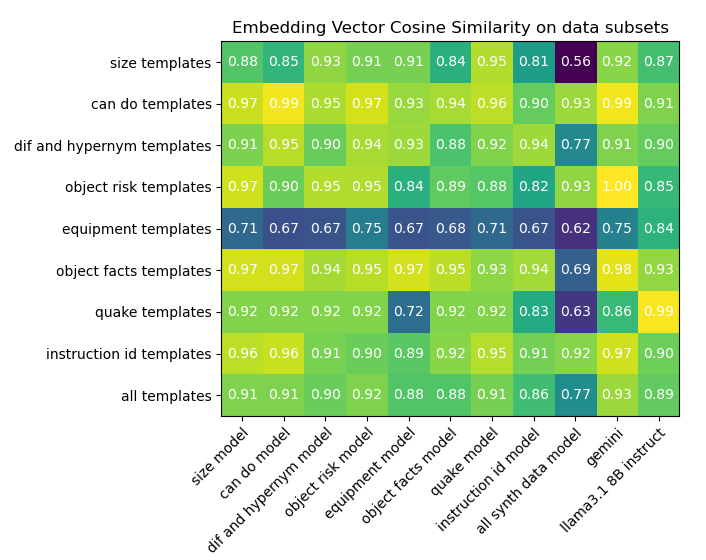 Embedding Vector Cosine Similarity on data subsets
size templates 0.88 0.85 0.93 0.91 0.91 0.84 0.95 0.81 0.56 0.92 0.87
can do templates 0.97 0.99 0.95 0.97 0.93 0.94 0.96 0.90 0.93 0.99 0.91
dif and hypernym templates 0.91 0.95 0.90 0.94 0.93 0.88 0.92 0.94 0.77 0.91 0.90
object risk templates 0.97 0.90 0.95 0.95 0.84 0.89 0.88 0.82 0.93 1.00 0.85
equipment templates 0.71 0.67 0.67 0.75 0.67 0.68 0.71 0.67 0.62 0.75 0.84
object facts templates 0.97 0.97 0.94 0.95 0.97 0.95 0.93 0.94 0.69 0.98 0.93
quake templates 0.92 0.92 0.92 0.92 0.72 0.92 0.92 0.83 0.63 0.86 0.99
instruction id templates 0.96 0.96 0.91 0.90 0.89 0.92 0.95 0.91 0.92 0.97 0.90
all templates 0.91 0.91 0.90 0.92 0.88 0.88 0.91 0.86 0.77 0.93 0.89
size model
can do model
dif and hypernym model
object risk model
equipment model
object facts model
quake model
instruction id model
all synth data model
gemini
llama3.1 8B instruct